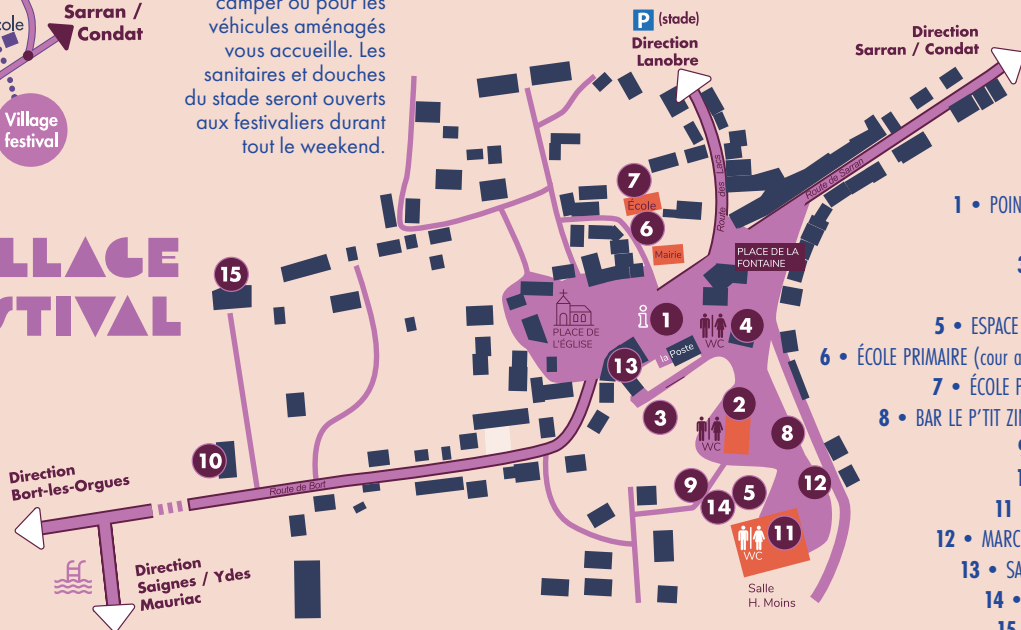 cole
Sarran /
Condat
Village
festival
camper ou pour les
véhicules aménagés
vous accueille. Les
sanitaires et douches
du stade seront ouverts
aux festivaliers durant
tout le weekend.
LLAGE
STIVAL
P (stade)
Direction
Lanobre
Direction
Sarran / Condat
Route des Lacs
Route de Sarran
7
École
6
Mairie
PLACE DE LA
FONTAINE
15
PLACE DE
L'ÉGLISE
i 1
WC
4
la Poste
13
3
2
WC
8
10
9
14
5
12
11
WC
Salle
H. Moins
Direction
Bort-les-Orgues
Route de Bort
Direction
Saignes / Ydes
Mauriac
1 • POIN
5 • ESPACE
6 • ÉCOLE PRIMAIRE (cour a
7 • ÉCOLE P
8 • BAR LE P'TIT ZI
11
12 • MARC
13 • SA
14 •
15